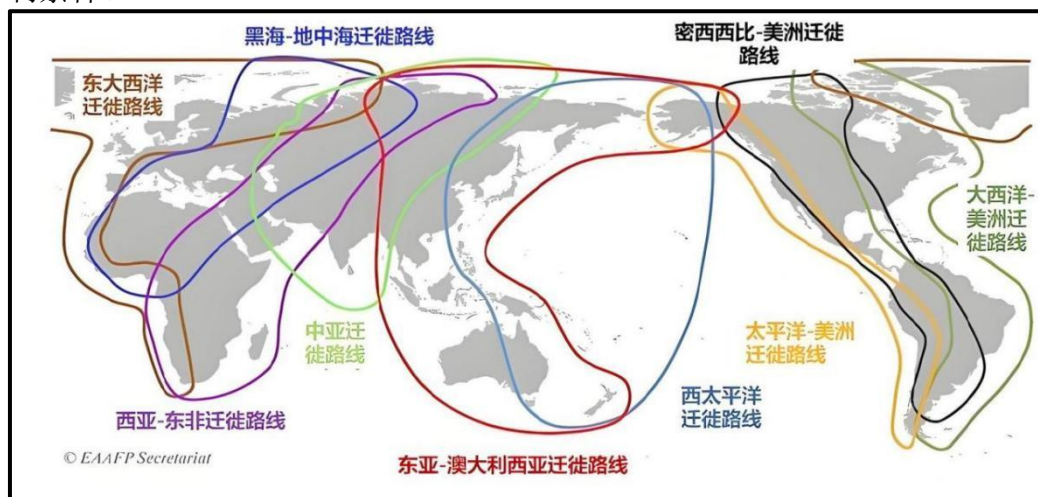 黑海-地中海迁徙路线
密西西比-美洲迁徙
路线
东大西洋
迁徙路线
大西洋-
美洲迁徙
路线
中亚迁
徙路线
太平洋-美洲
迁徙路线
西亚-东非迁徙路线
西太平洋
迁徙路线
© EAAFP Secretariat
东亚-澳大利西亚迁徙路线